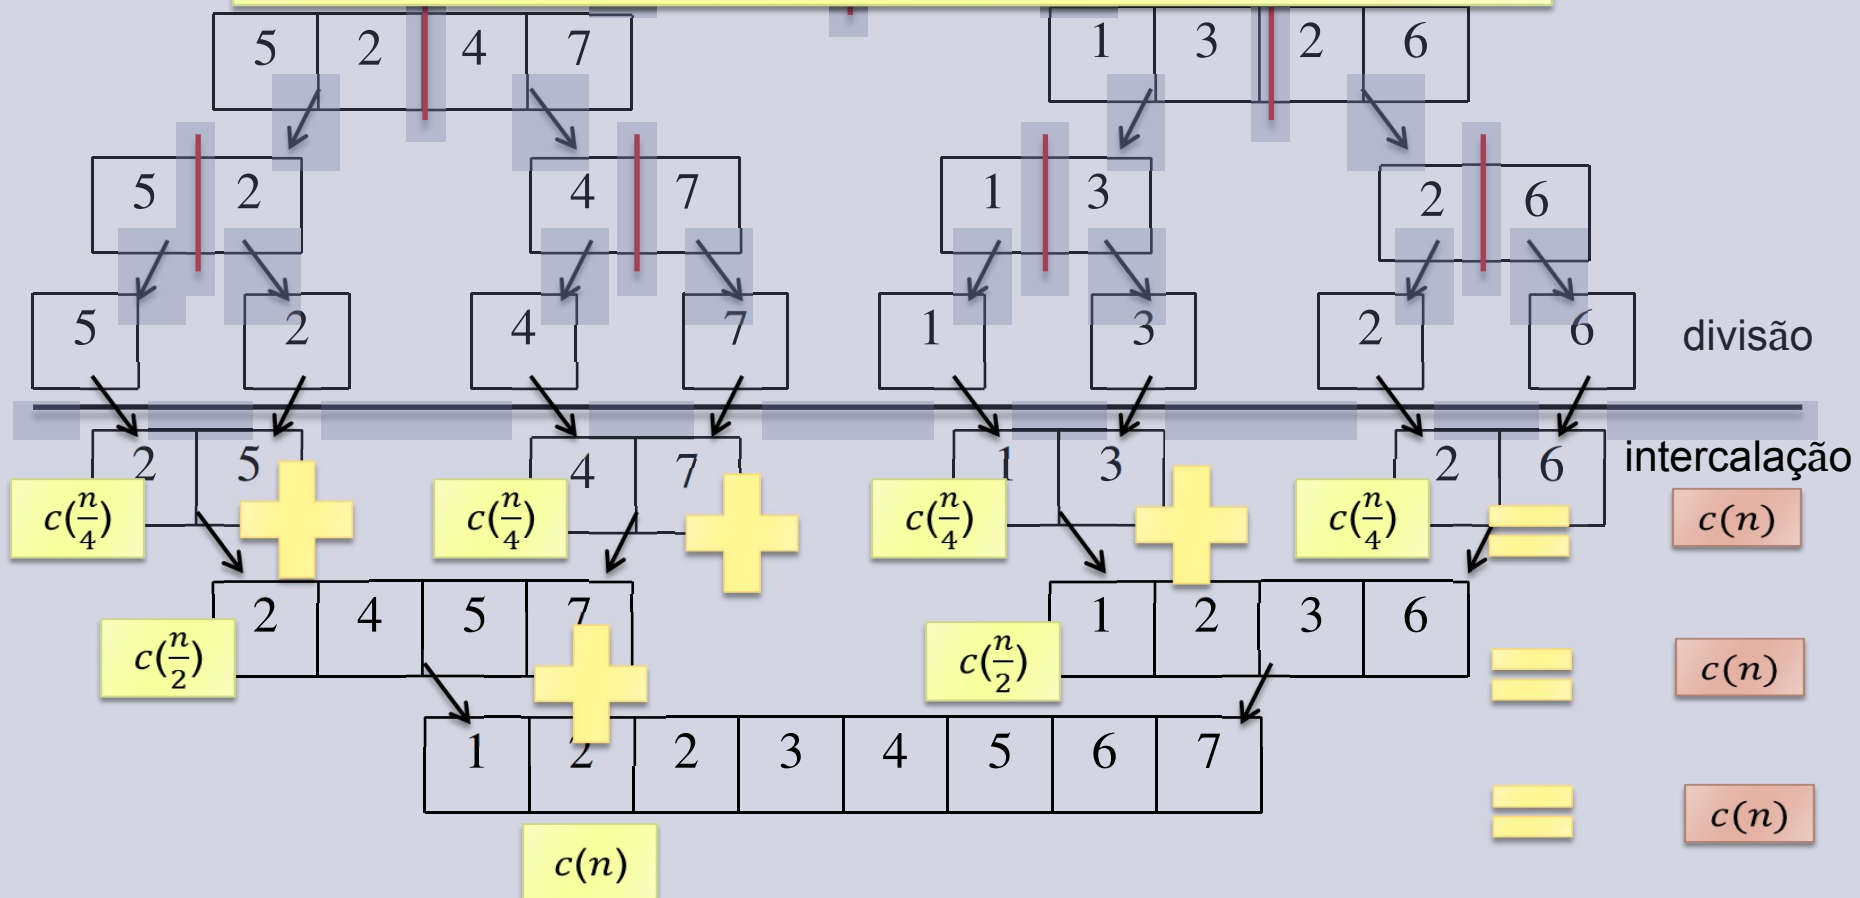 5 2 4 7 1 3 2 6
5 2 4 7 1 3 2 6
5 2 4 7 1 3 2 6 divisão
2 5 4 7 1 3 2 6 intercalação
c(n/4) c(n/4) c(n/4) c(n/4) = c(n)
2 4 5 7 1 2 3 6
c(n/2) + c(n/2) = c(n)
1 2 2 3 4 5 6 7 = c(n)
c(n)